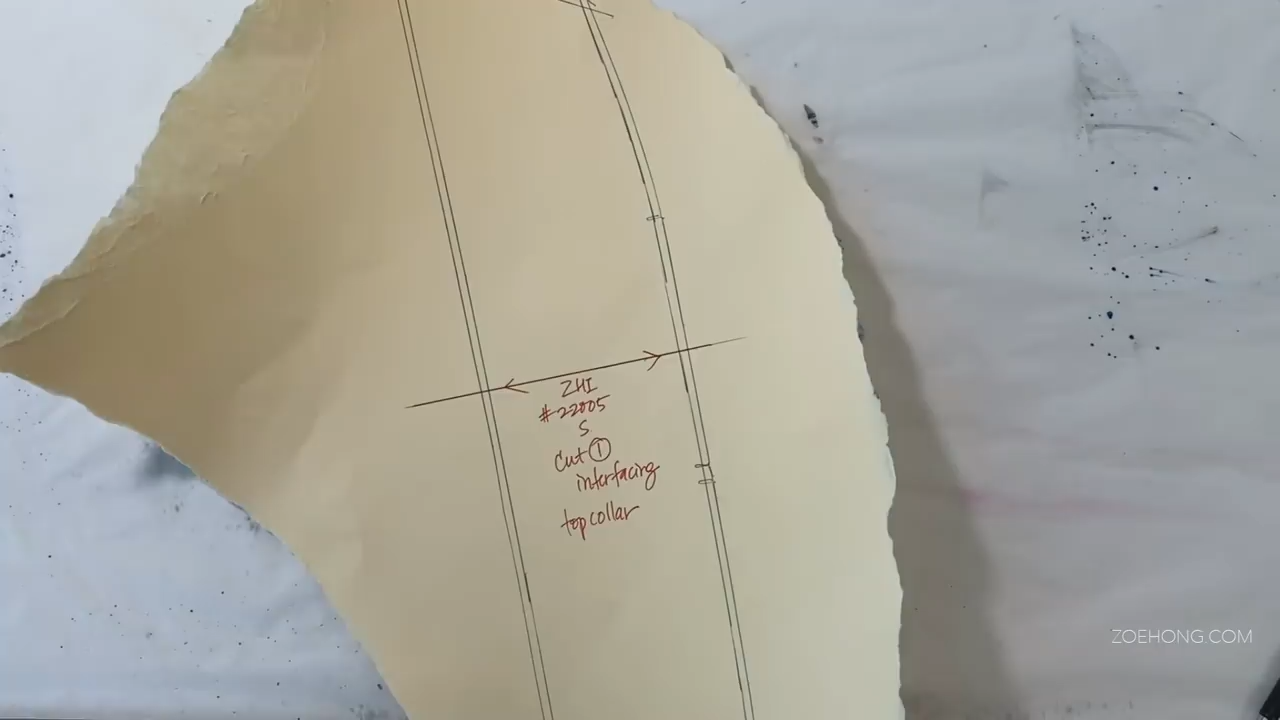 ZHI
#22005
S
Cut ①
interfacing
top collar
ZOEHONG.COM